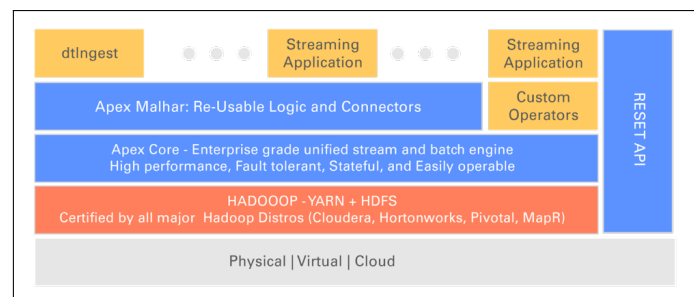 dtIngest
Streaming
Application
Streaming
Application
Apex Malhar: Re-Usable Logic and Connectors
Custom
Operators
RESET API
Apex Core - Enterprise grade unified stream and batch engine
High performance, Fault tolerant, Stateful, and Easily operable
HADOOOP - YARN + HDFS
Certified by all major Hadoop Distros (Cloudera, Hortonworks, Pivotal, MapR)
Physical | Virtual | Cloud